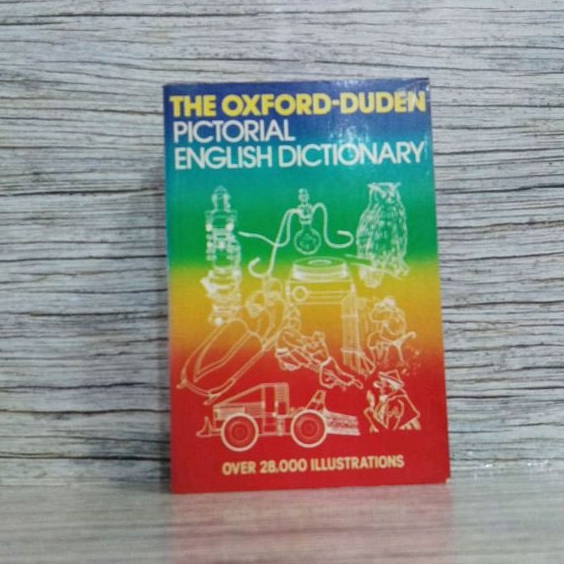 THE OXFORD-DUDEN
PICTORIAL
ENGLISH DICTIONARY
OVER 28,000 ILLUSTRATIONS